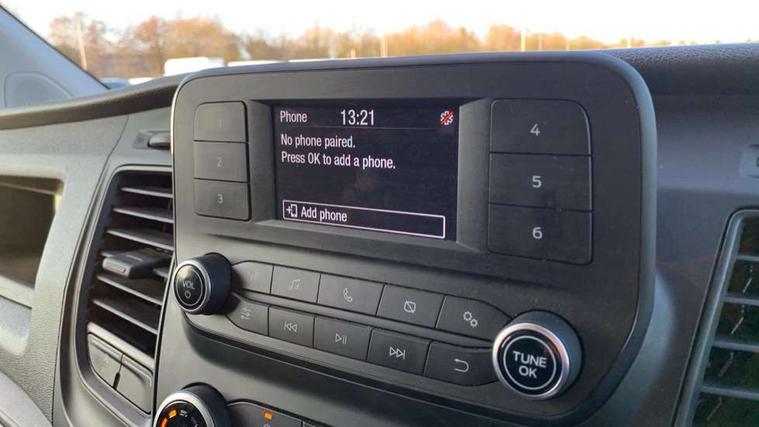 Phone 13:21
No phone paired.
Press OK to add a phone.
Add phone
1
2
3
4
5
6
VOL
TUNE
OK